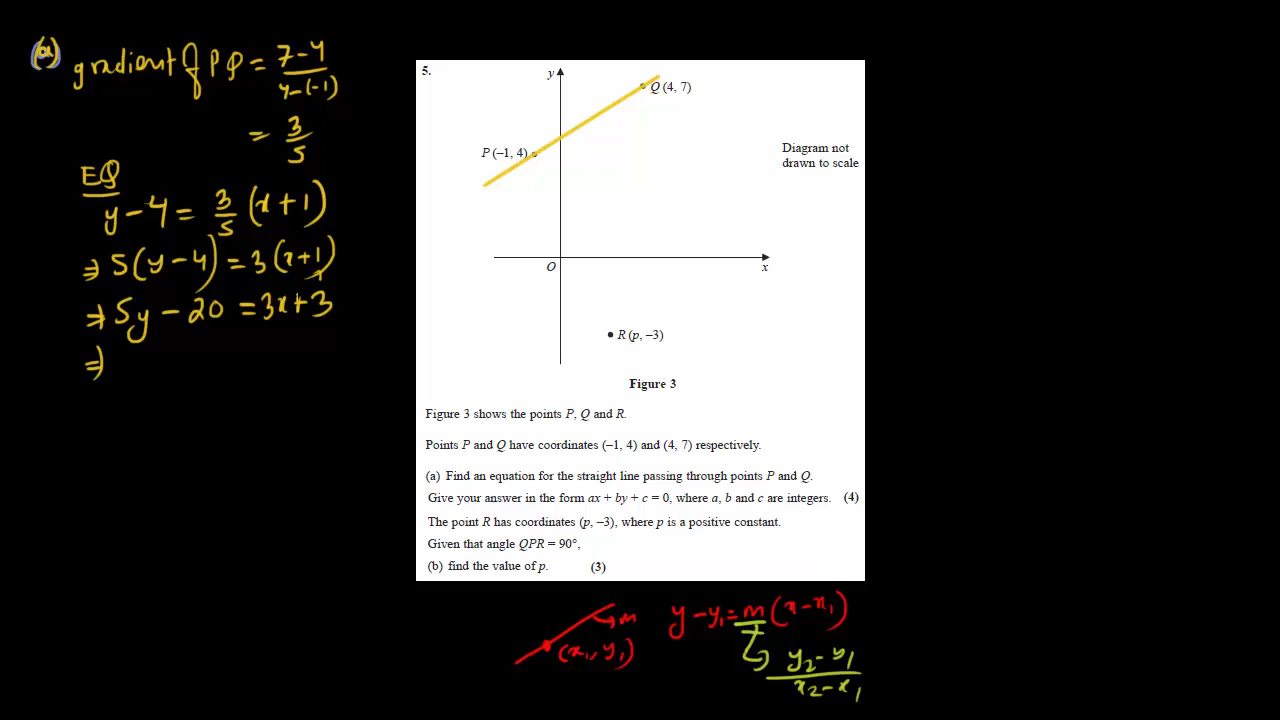 (a) gradient of PQ = 7-4 / 4-(-1)
= 3/5
EQ
y - 4 = 3/5 (x + 1)
⇒ 5(y - 4) = 3(x + 1)
⇒ 5y - 20 = 3x + 3
⇒
5.
y
Q (4, 7)
P (–1, 4)
Diagram not
drawn to scale
O
x
R (p, –3)
Figure 3
Figure 3 shows the points P, Q and R.
Points P and Q have coordinates (–1, 4) and (4, 7) respectively.
(a) Find an equation for the straight line passing through points P and Q.
Give your answer in the form ax + by + c = 0, where a, b and c are integers. (4)
The point R has coordinates (p, –3), where p is a positive constant.
Given that angle QPR = 90°,
(b) find the value of p. (3)
m
(x₁, y₁)
y - y₁ = m(x - x₁)
y₂ - y₁ / x₂ - x₁